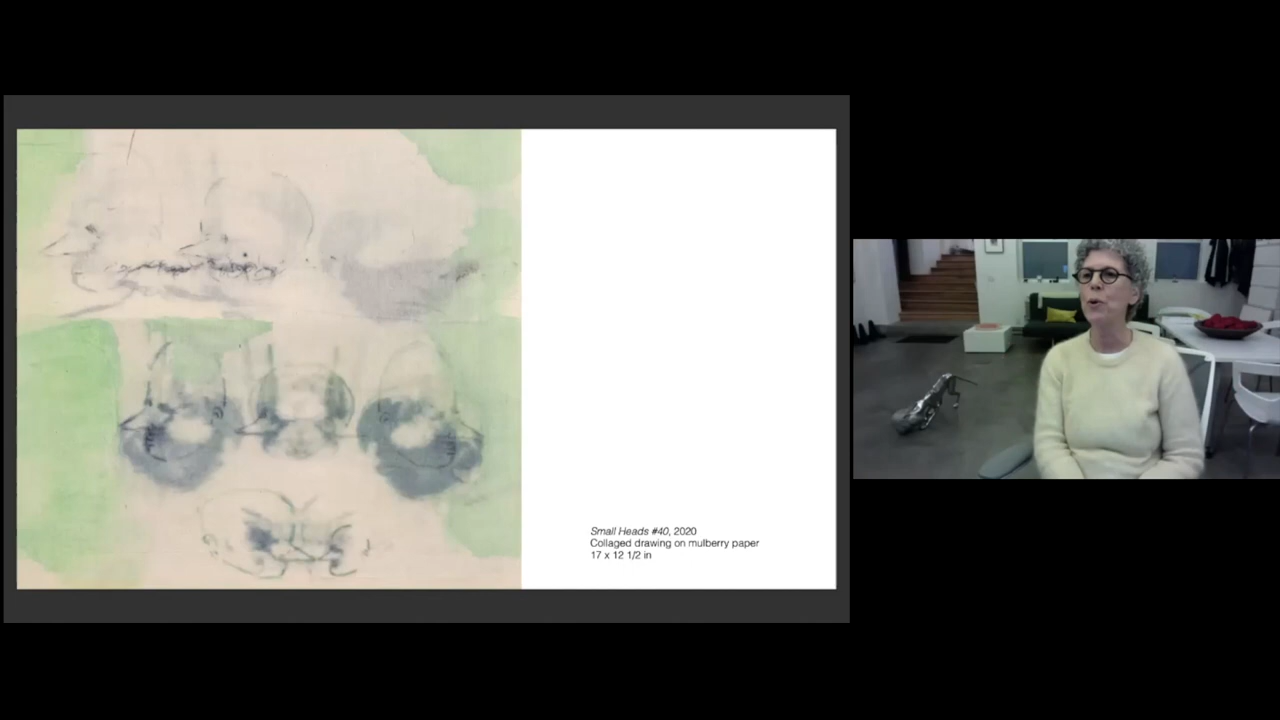 Small Heads #40, 2020
Collaged drawing on mulberry paper
17 x 12 1/2 in